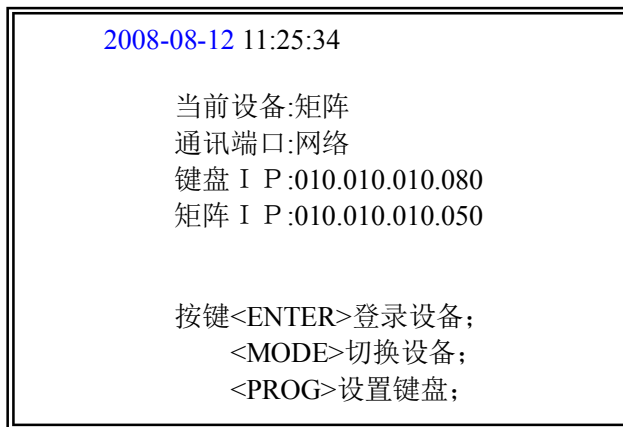 2008-08-12 11:25:34
当前设备:矩阵
通讯端口:网络
键盘ＩＰ:010.010.010.080
矩阵ＩＰ:010.010.010.050
按键<ENTER>登录设备；
<MODE>切换设备；
<PROG>设置键盘；